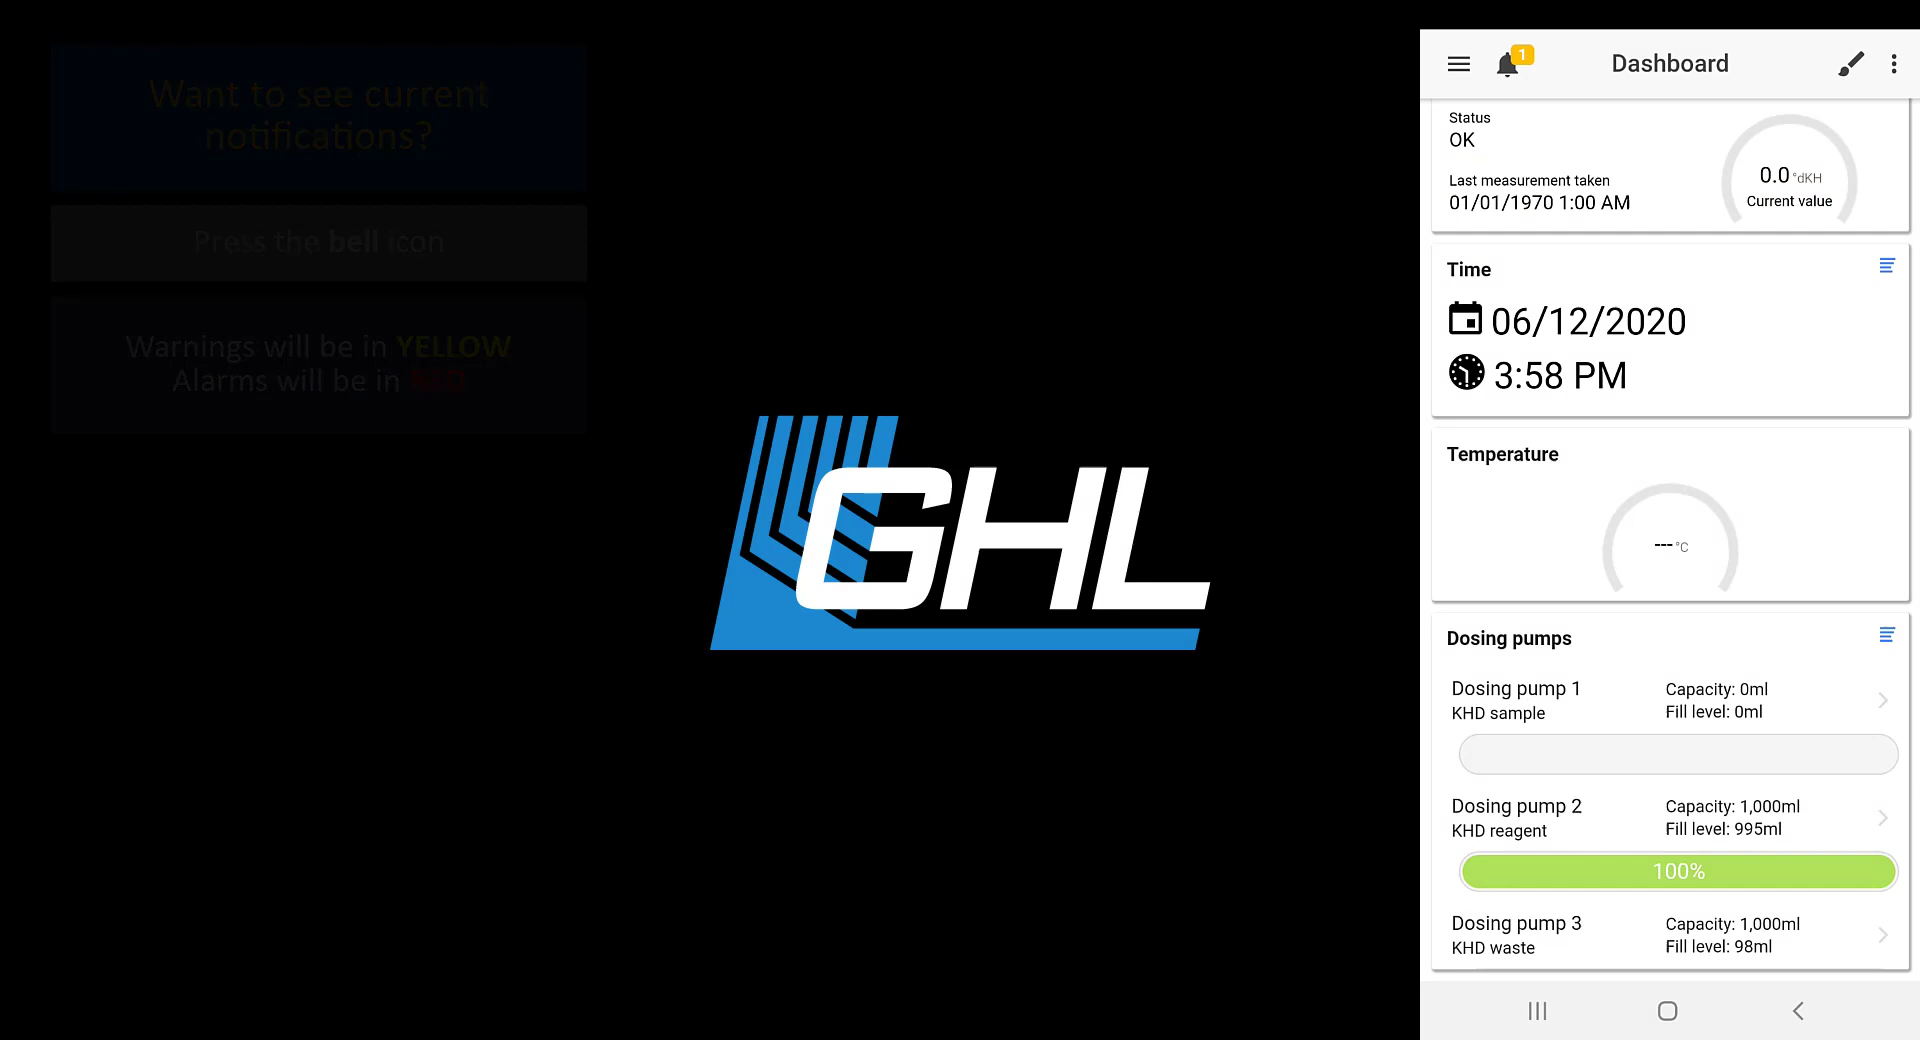 Want to see current
notifications?
Press the bell icon
Warnings will be in YELLOW
Alarms will be in RED
GHL
1
Dashboard
Status
OK
Last measurement taken
01/01/1970 1:00 AM
0.0 °dKH
Current value
Time
06/12/2020
3:58 PM
Temperature
--- °C
Dosing pumps
Dosing pump 1
KHD sample
Capacity: 0ml
Fill level: 0ml
Dosing pump 2
KHD reagent
Capacity: 1,000ml
Fill level: 995ml
100%
Dosing pump 3
KHD waste
Capacity: 1,000ml
Fill level: 98ml